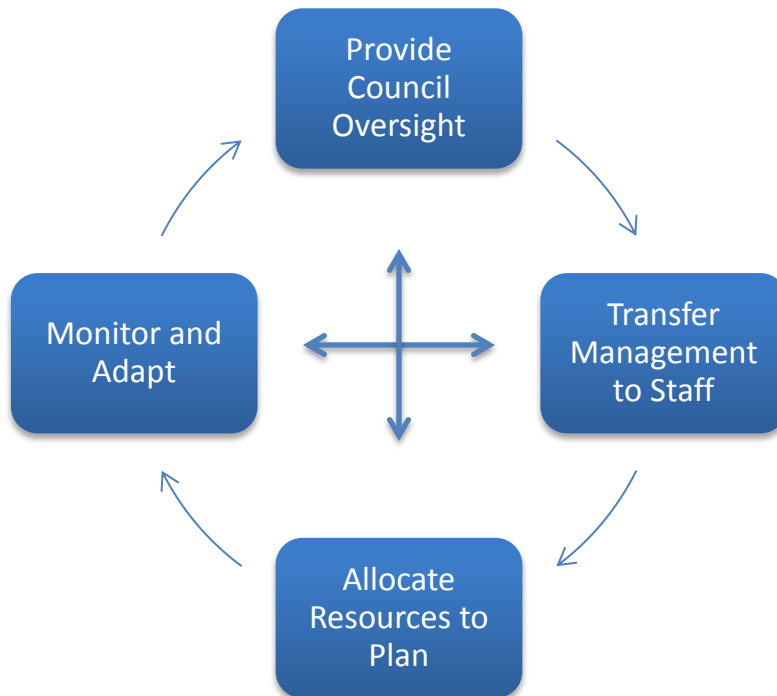 Provide
Council
Oversight
Monitor and
Adapt
Transfer
Management
to Staff
Allocate
Resources to
Plan